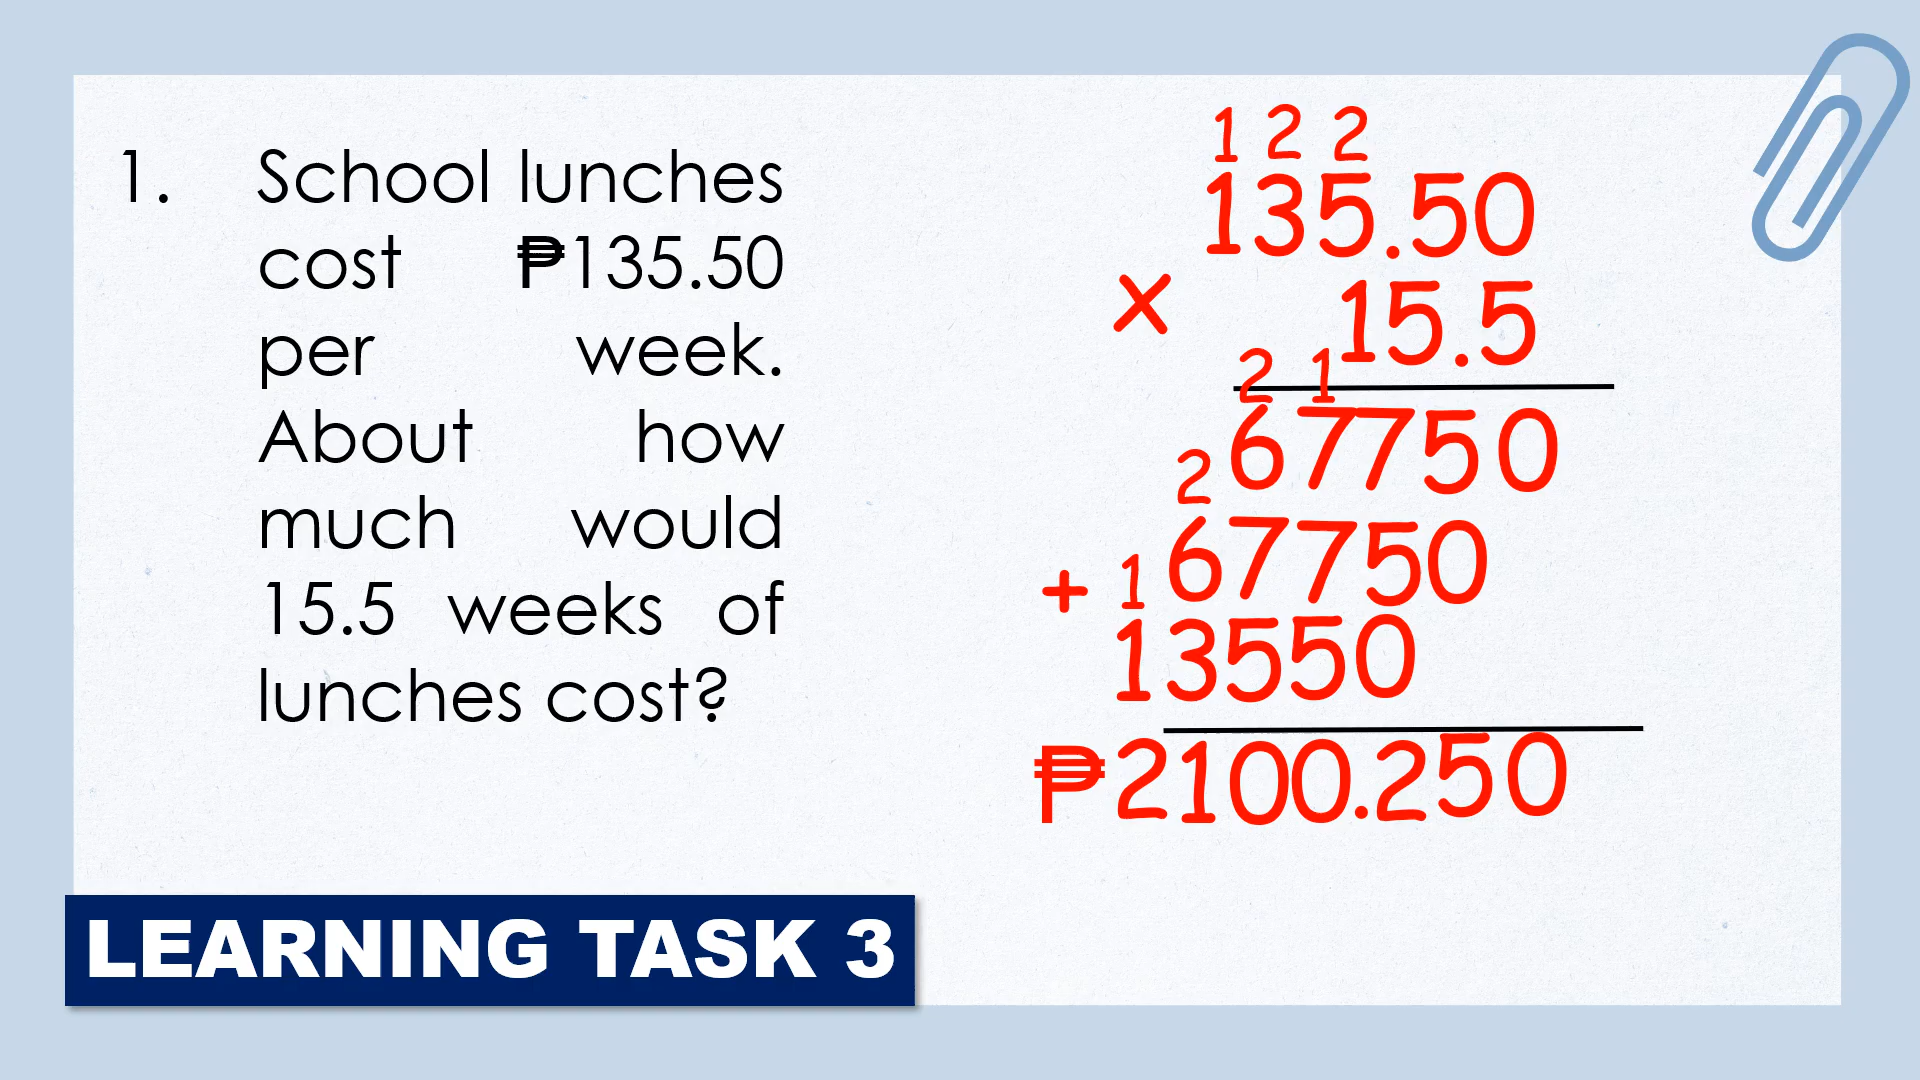 1. School lunches
cost ₱135.50
per week.
About how
much would
15.5 weeks of
lunches cost?
1 2 2
135.50
x 15.5
2 1
67750
2
67750
+ 1
13550
₱2100.250
LEARNING TASK 3